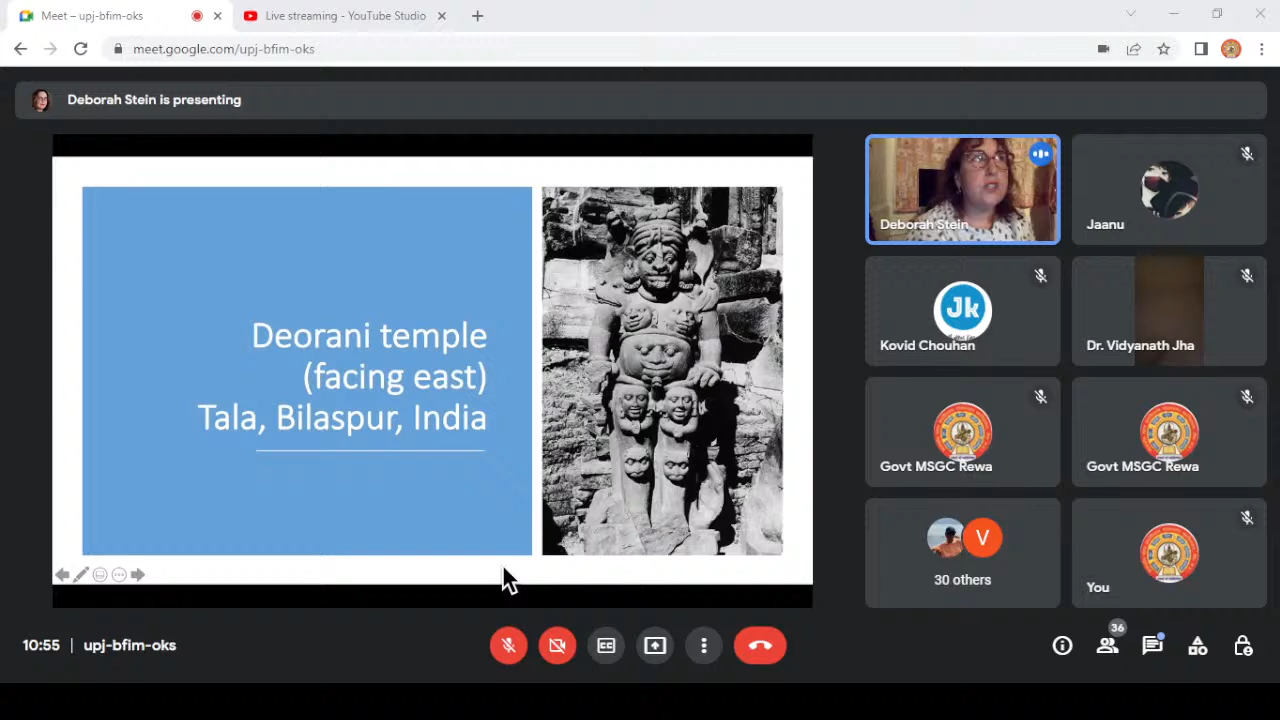 Meet – upj-bfim-oks
Live streaming - YouTube Studio
meet.google.com/upj-bfim-oks
Deborah Stein is presenting
Deorani temple
(facing east)
Tala, Bilaspur, India
Deborah Stein
Jaanu
Jk
Kovid Chouhan
Dr. Vidyanath Jha
Govt MSGC Rewa
Govt MSGC Rewa
V
30 others
You
10:55 | upj-bfim-oks
CC
36